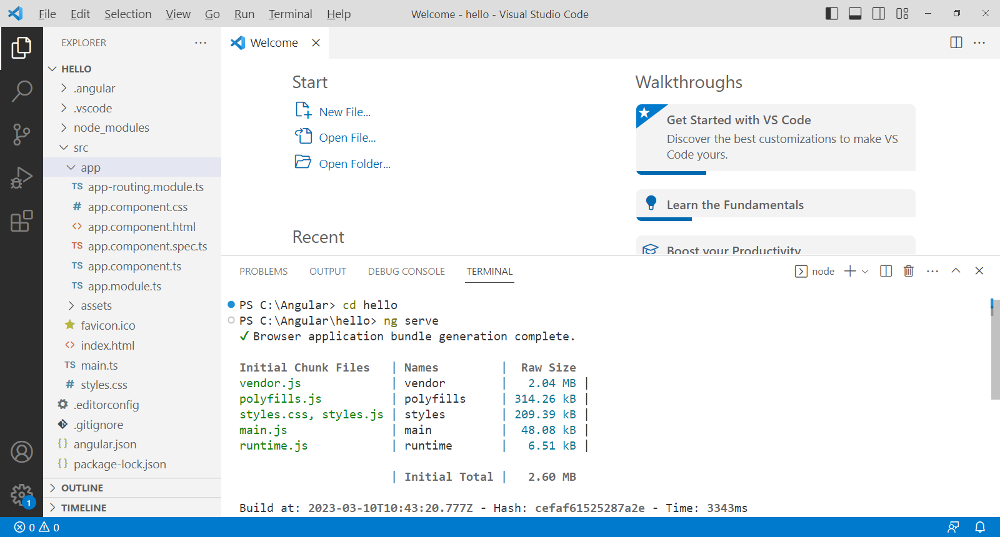 File Edit Selection View Go Run Terminal Help Welcome - hello - Visual Studio Code
EXPLORER
HELLO
.angular
.vscode
node_modules
src
app
TS app-routing.module.ts
# app.component.css
<> app.component.html
TS app.component.spec.ts
TS app.component.ts
TS app.module.ts
assets
favicon.ico
<> index.html
TS main.ts
# styles.css
.editorconfig
.gitignore
{} angular.json
{} package-lock.json
OUTLINE
TIMELINE
1
Welcome
Start
New File...
Open File...
Open Folder...
Recent
Walkthroughs
Get Started with VS Code
Discover the best customizations to make VS
Code yours.
Learn the Fundamentals
Boost your Productivity
PROBLEMS OUTPUT DEBUG CONSOLE TERMINAL node
PS C:\Angular> cd hello
PS C:\Angular\hello> ng serve
✓ Browser application bundle generation complete.
Initial Chunk Files | Names | Raw Size
vendor.js | vendor | 2.04 MB |
polyfills.js | polyfills | 314.26 kB |
styles.css, styles.js | styles | 209.39 kB |
main.js | main | 48.08 kB |
runtime.js | runtime | 6.51 kB |
| Initial Total | 2.60 MB
Build at: 2023-03-10T10:43:20.777Z - Hash: cefaf61525287a2e - Time: 3343ms
0 0